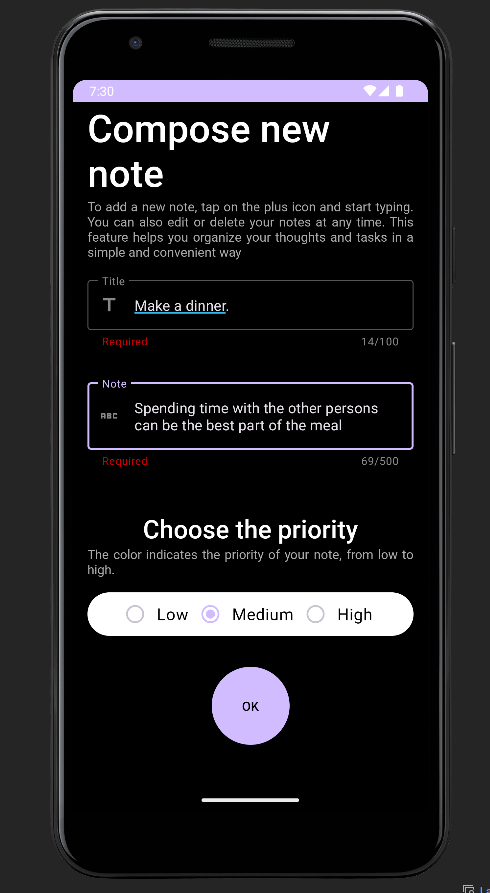 7:30
Compose new
note
To add a new note, tap on the plus icon and start typing.
You can also edit or delete your notes at any time. This
feature helps you organize your thoughts and tasks in a
simple and convenient way
Title
Make a dinner.
Required 14/100
Note
ABC
Spending time with the other persons
can be the best part of the meal
Required 69/500
Choose the priority
The color indicates the priority of your note, from low to
high.
Low Medium High
OK